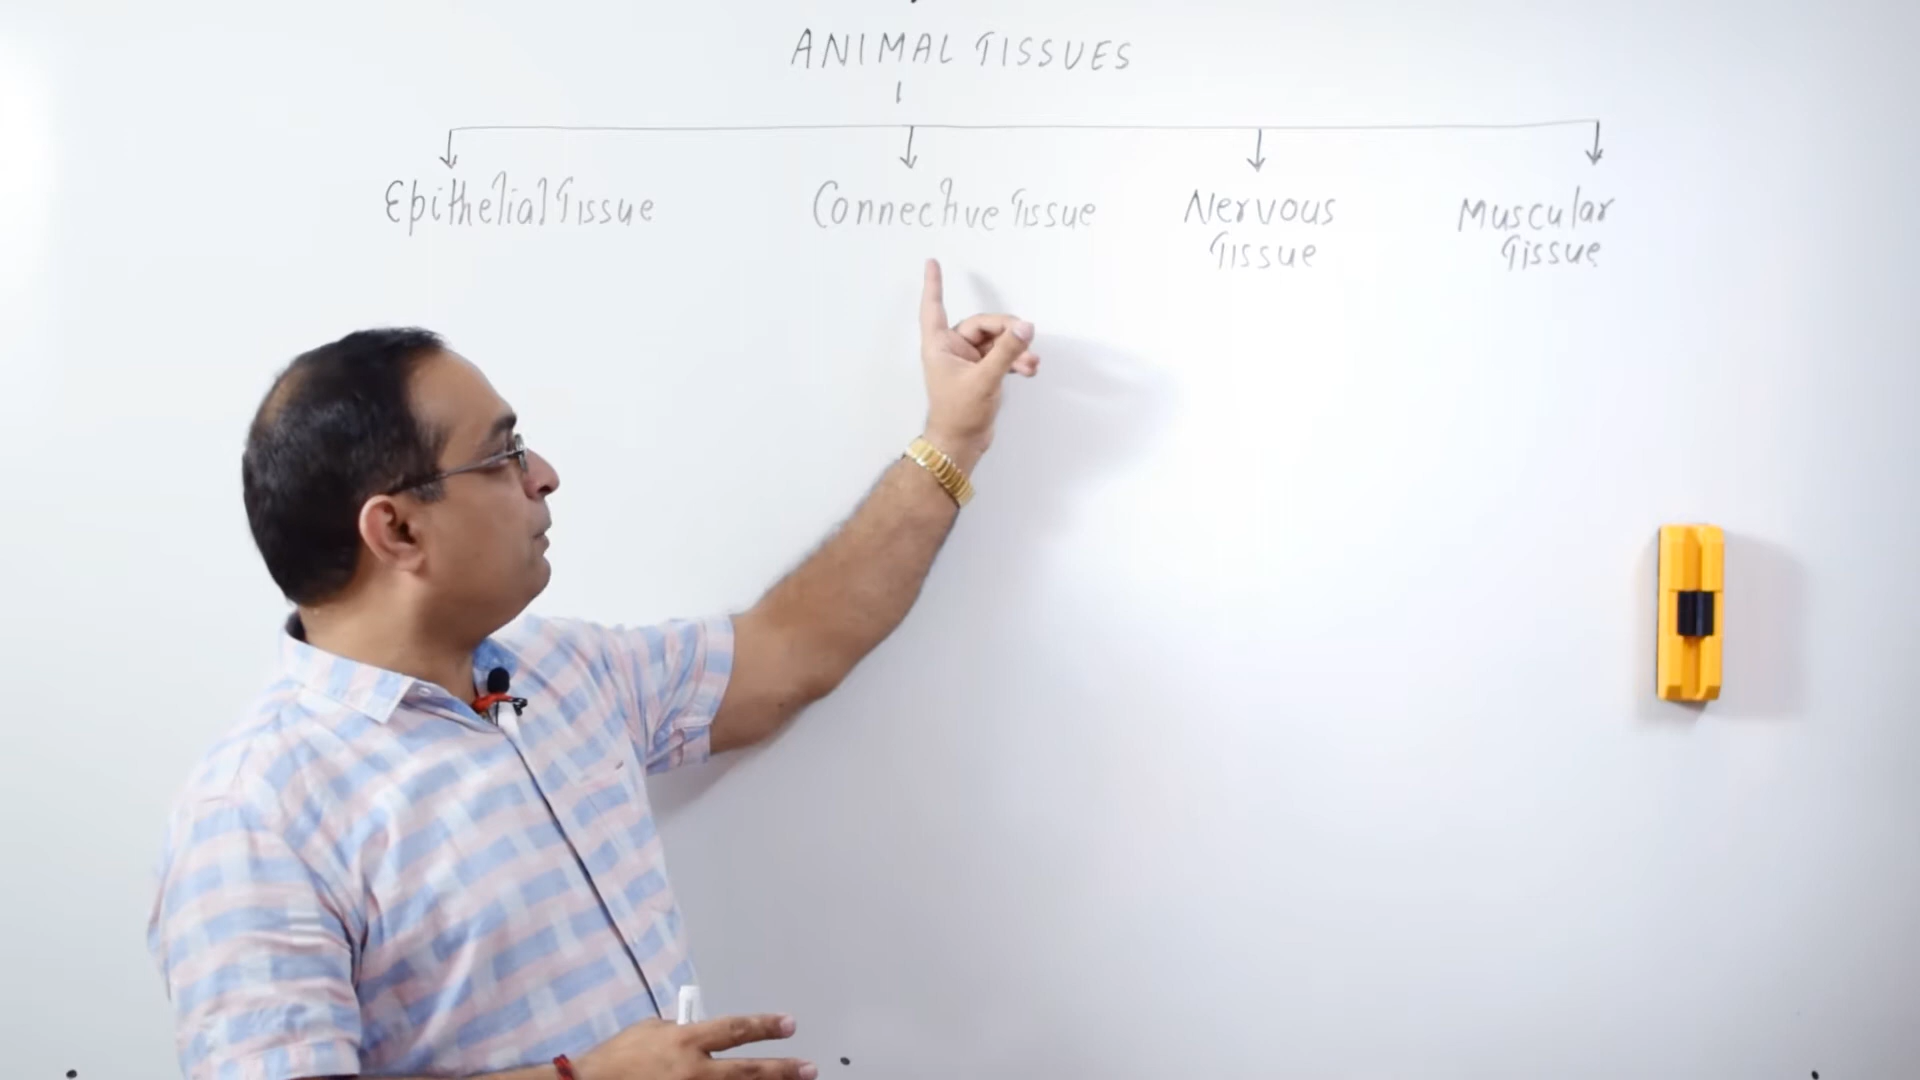 ANIMAL TISSUES
Epithelial Tissue
Connective Tissue
Nervous
Tissue
Muscular
Tissue